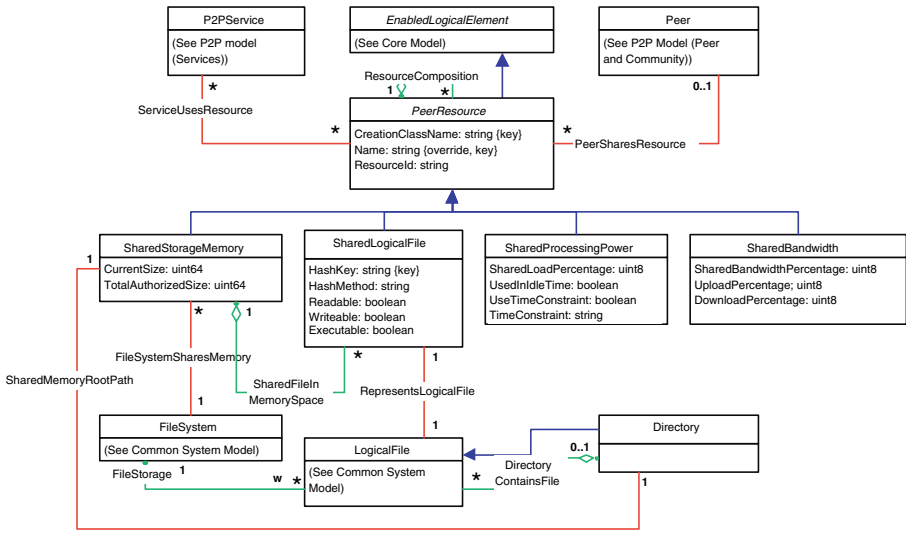 P2PService
(See P2P model
(Services))
EnabledLogicalElement
(See Core Model)
Peer
(See P2P Model (Peer
and Community))
ResourceComposition
1
*
*
0..1
ServiceUsesResource
*
PeerResource
CreationClassName: string {key}
Name: string {override, key}
ResourceId: string
*
PeerSharesResource
SharedStorageMemory
CurrentSize: uint64
TotalAuthorizedSize: uint64
SharedLogicalFile
HashKey: string {key}
HashMethod: string
Readable: boolean
Writeable: boolean
Executable: boolean
SharedProcessingPower
SharedLoadPercentage: uint8
UsedInIdleTime: boolean
UseTimeConstraint: boolean
TimeConstraint: string
SharedBandwidth
SharedBandwidthPercentage: uint8
UploadPercentage; uint8
DownloadPercentage: uint8
1
*
1
*
1
FileSystemSharesMemory
SharedMemoryRootPath
SharedFileIn
MemorySpace
RepresentsLogicalFile
1
1
FileSystem
(See Common System Model)
LogicalFile
(See Common System
Model)
Directory
0..1
Directory
ContainsFile
*
FileStorage
1
w
*
1